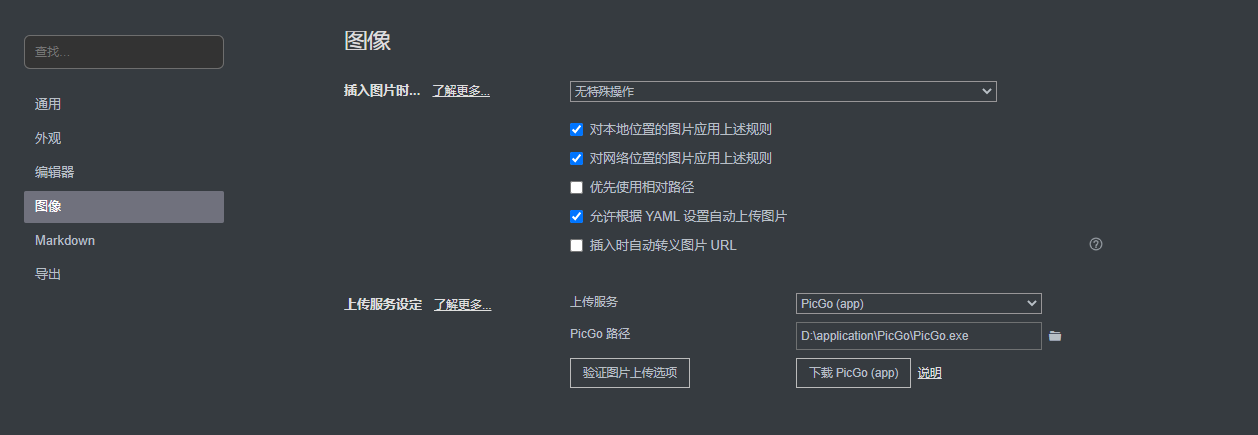 查找...
通用
外观
编辑器
图像
Markdown
导出
图像
插入图片时... 了解更多... 无特殊操作
对本地位置的图片应用上述规则
对网络位置的图片应用上述规则
优先使用相对路径
允许根据 YAML 设置自动上传图片
插入时自动转义图片 URL
上传服务设定 了解更多... 上传服务 PicGo (app)
PicGo 路径 D:\application\PicGo\PicGo.exe
验证图片上传选项 下载 PicGo (app) 说明